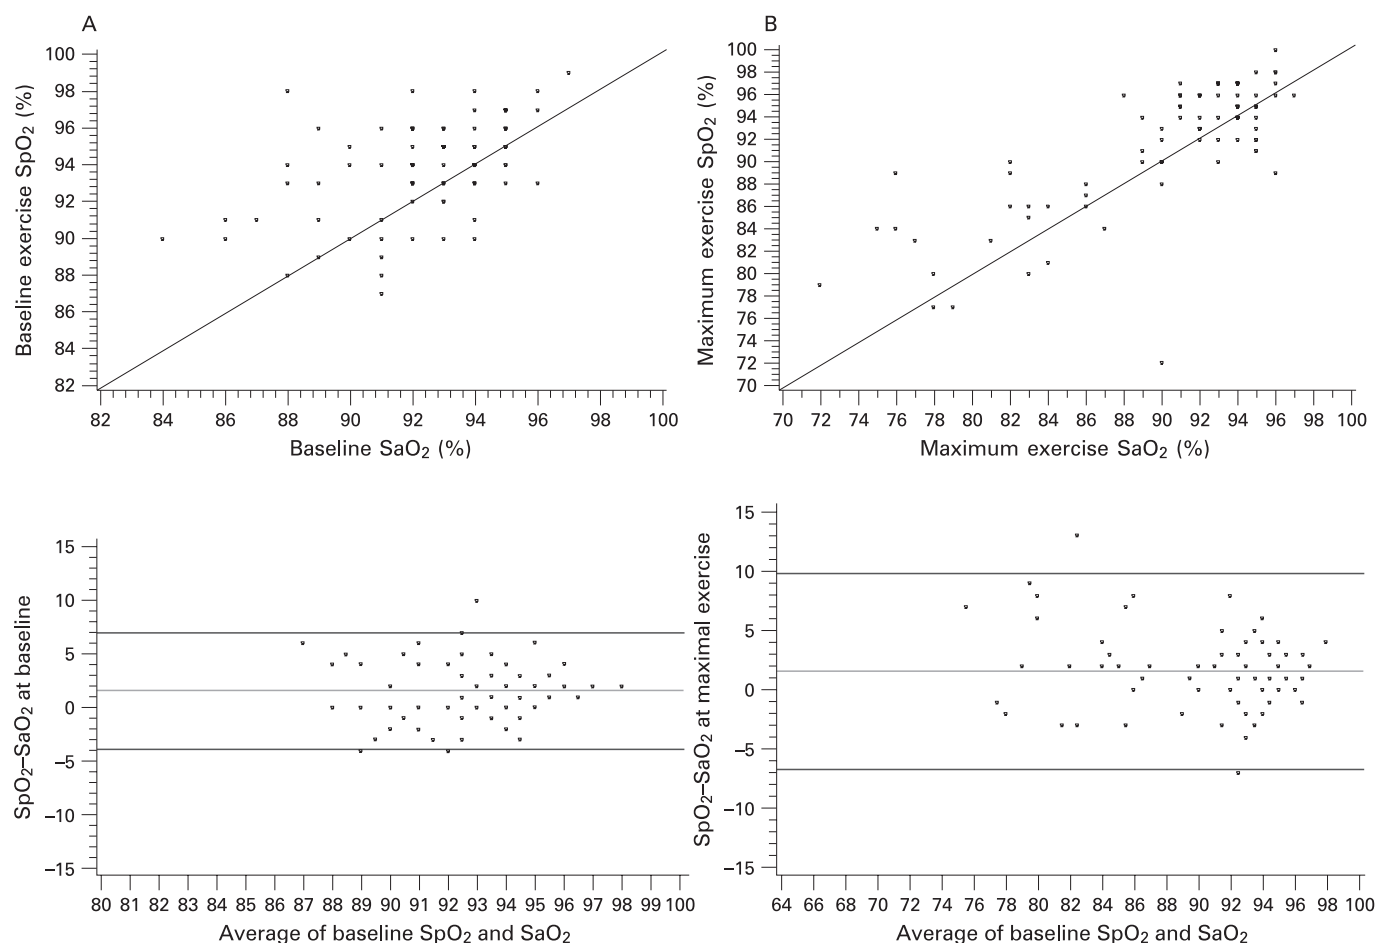 A
100
98
96
94
92
90
88
86
84
82
Baseline exercise SpO₂ (%)
82 84 86 88 90 92 94 96 98 100
Baseline SaO₂ (%)
B
100
98
96
94
92
90
88
86
84
82
80
78
76
74
72
70
Maximum exercise SpO₂ (%)
70 72 74 76 78 80 82 84 86 88 90 92 94 96 98 100
Maximum exercise SaO₂ (%)
15
10
5
0
−5
−10
−15
SpO₂–SaO₂ at baseline
80 81 82 83 84 85 86 87 88 89 90 91 92 93 94 95 96 97 98 99 100
Average of baseline SpO₂ and SaO₂
15
10
5
0
−5
−10
−15
SpO₂–SaO₂ at maximal exercise
64 66 68 70 72 74 76 78 80 82 84 86 88 90 92 94 96 98 100
Average of baseline SpO₂ and SaO₂